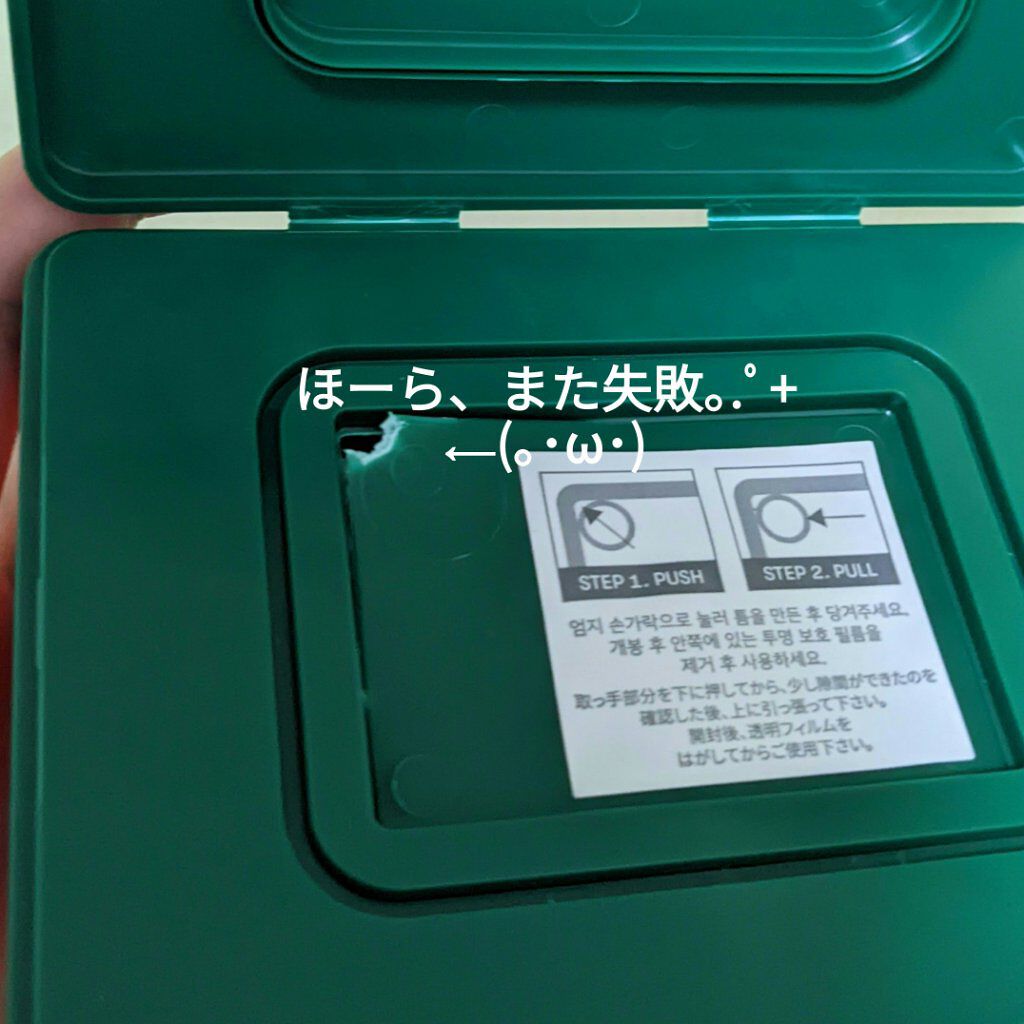 ほーら、また失敗｡.ﾟ+
←(｡･ω･)
STEP 1. PUSH
STEP 2. PULL
엄지 손가락으로 눌러 틈을 만든 후 당겨주세요.
개봉 후 안쪽에 있는 투명 보호 필름을
제거 후 사용하세요.
取っ手部分を下に押してから、少し隙間ができたのを
確認した後、上に引っ張って下さい。
開封後、透明フィルムを
はがしてからご使用下さい。